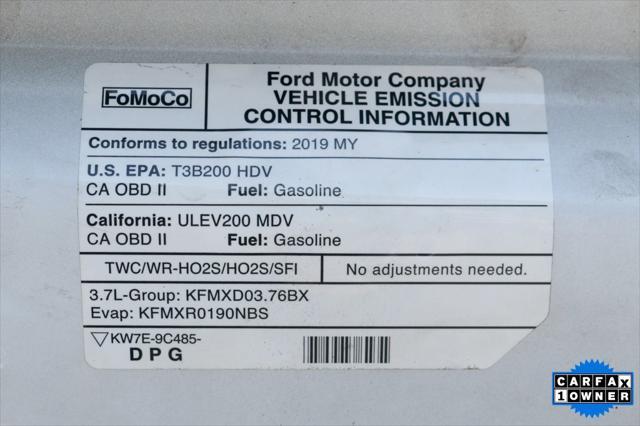 FoMoCo
Ford Motor Company
VEHICLE EMISSION
CONTROL INFORMATION
Conforms to regulations: 2019 MY
U.S. EPA: T3B200 HDV
CA OBD II Fuel: Gasoline
California: ULEV200 MDV
CA OBD II Fuel: Gasoline
TWC/WR-HO2S/HO2S/SFI No adjustments needed.
3.7L-Group: KFMXD03.76BX
Evap: KFMXR0190NBS
KW7E-9C485-
D P G
CARFAX
1 OWNER